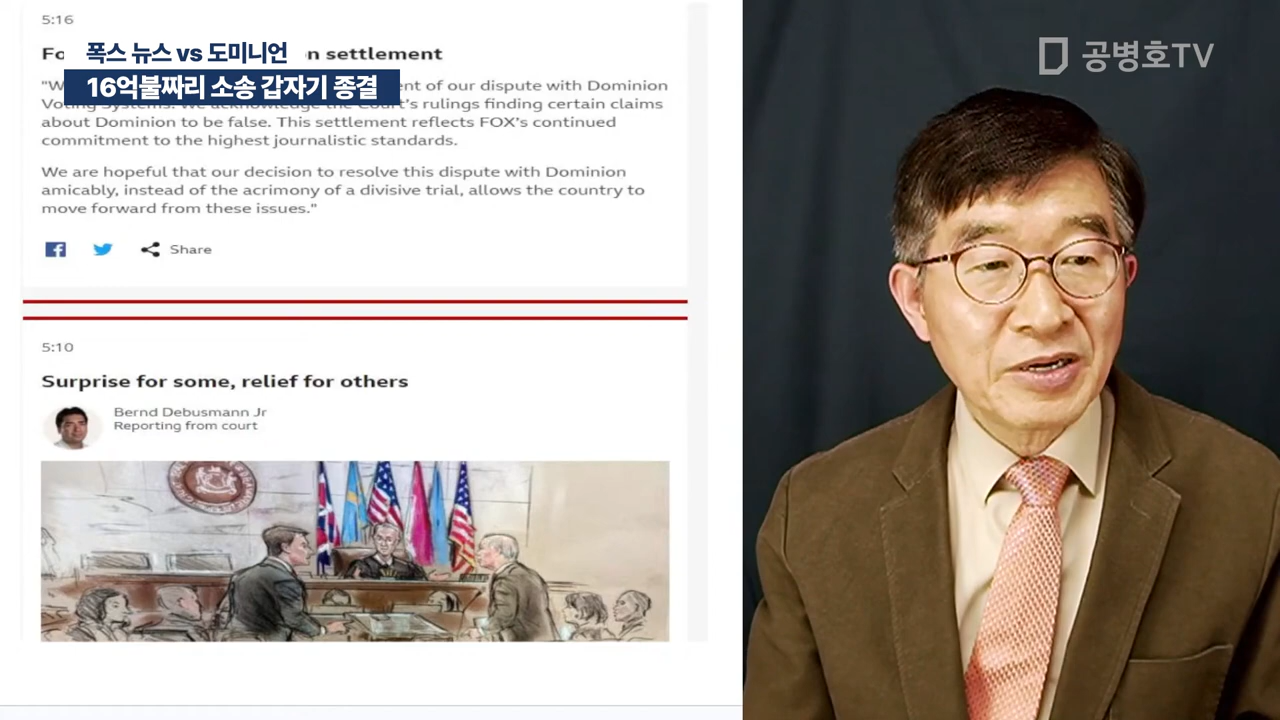 5:16
폭스 뉴스 vs 도미니언
n settlement
16억불짜리 소송 갑자기 종결
공병호TV
ent of our dispute with Dominion
Voting Systems. We acknowledge the Court's rulings finding certain claims
about Dominion to be false. This settlement reflects FOX's continued
commitment to the highest journalistic standards.
We are hopeful that our decision to resolve this dispute with Dominion
amicably, instead of the acrimony of a divisive trial, allows the country to
move forward from these issues."
Share
5:10
Surprise for some, relief for others
Bernd Debusmann Jr
Reporting from court